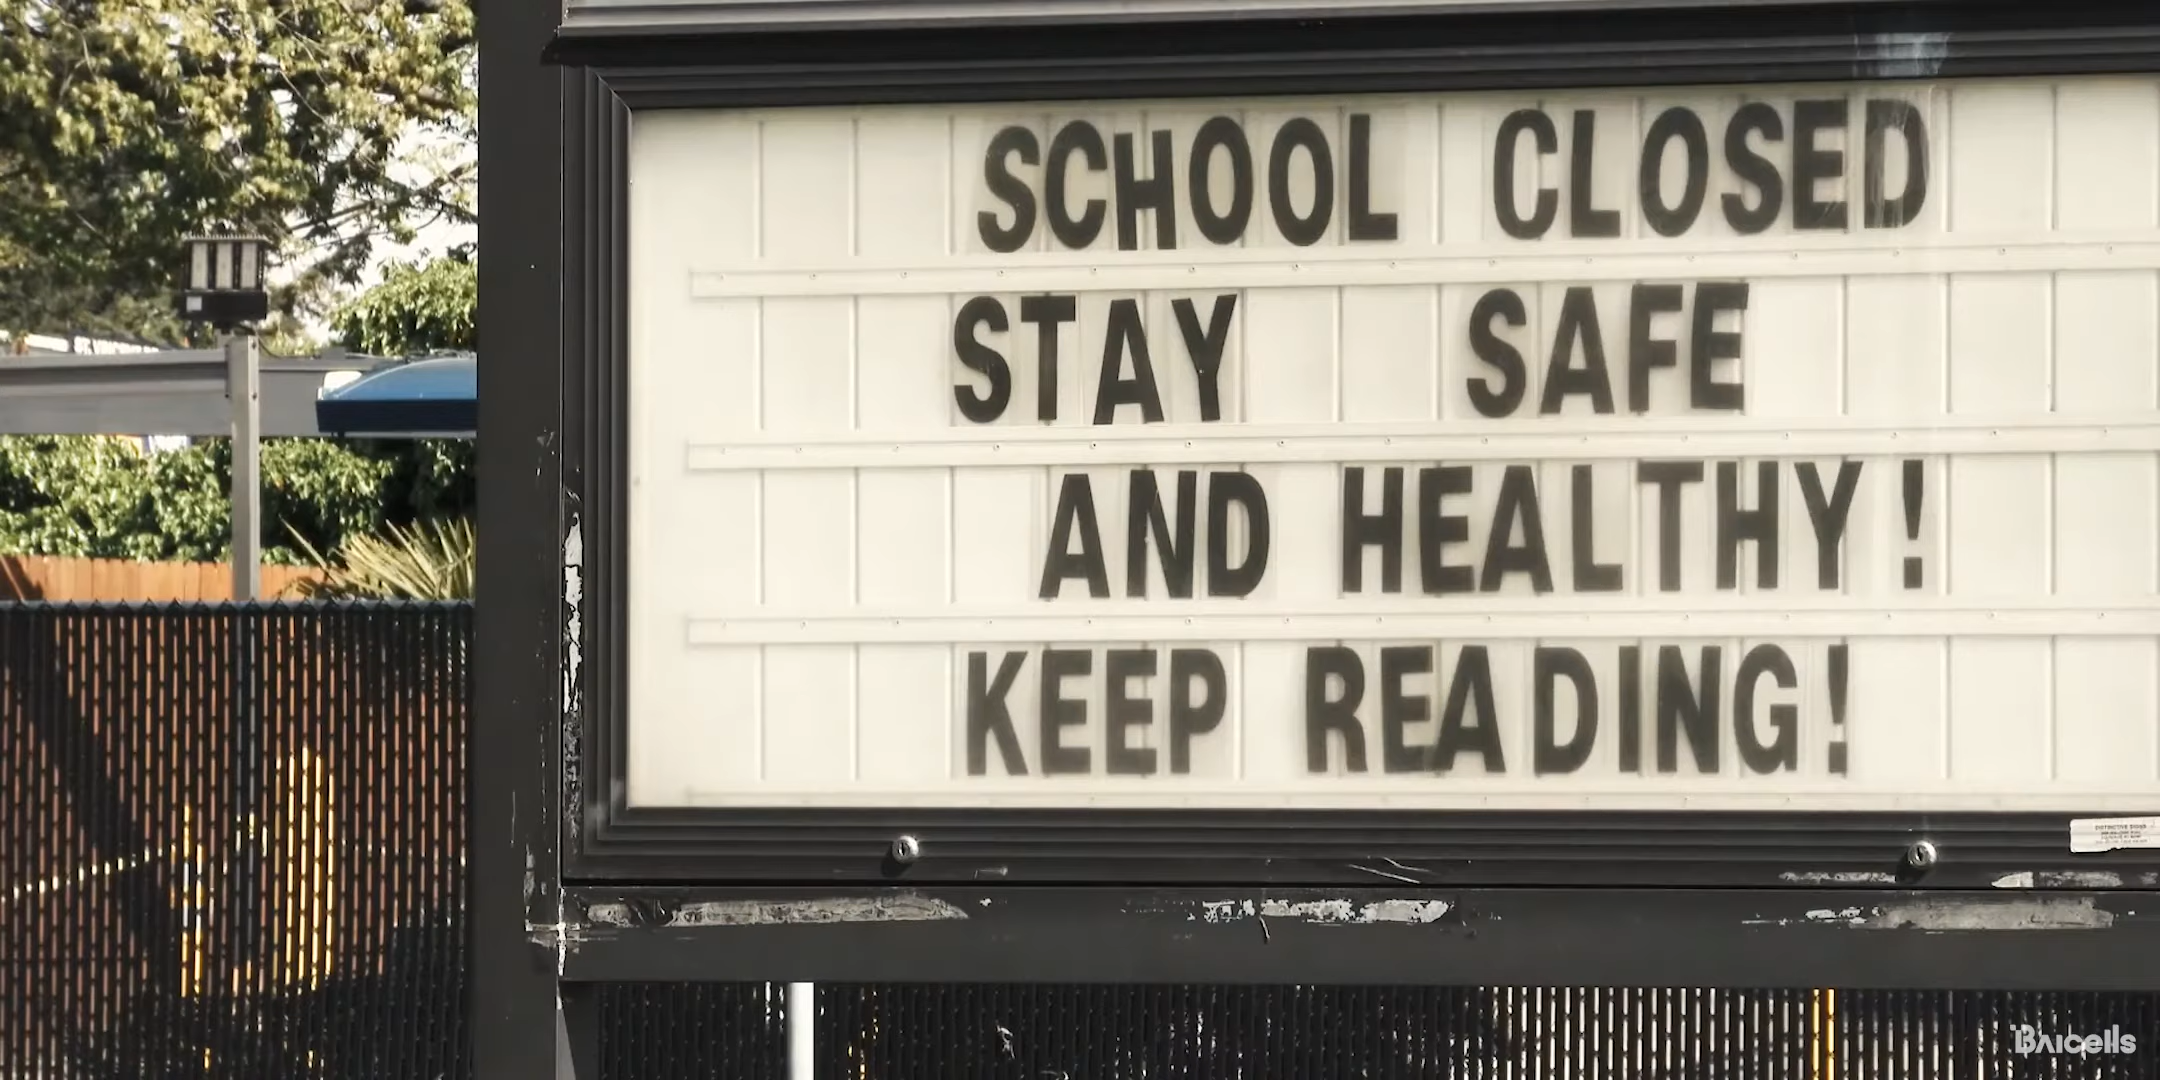 SCHOOL CLOSED
STAY SAFE
AND HEALTHY!
KEEP READING!
Baicells